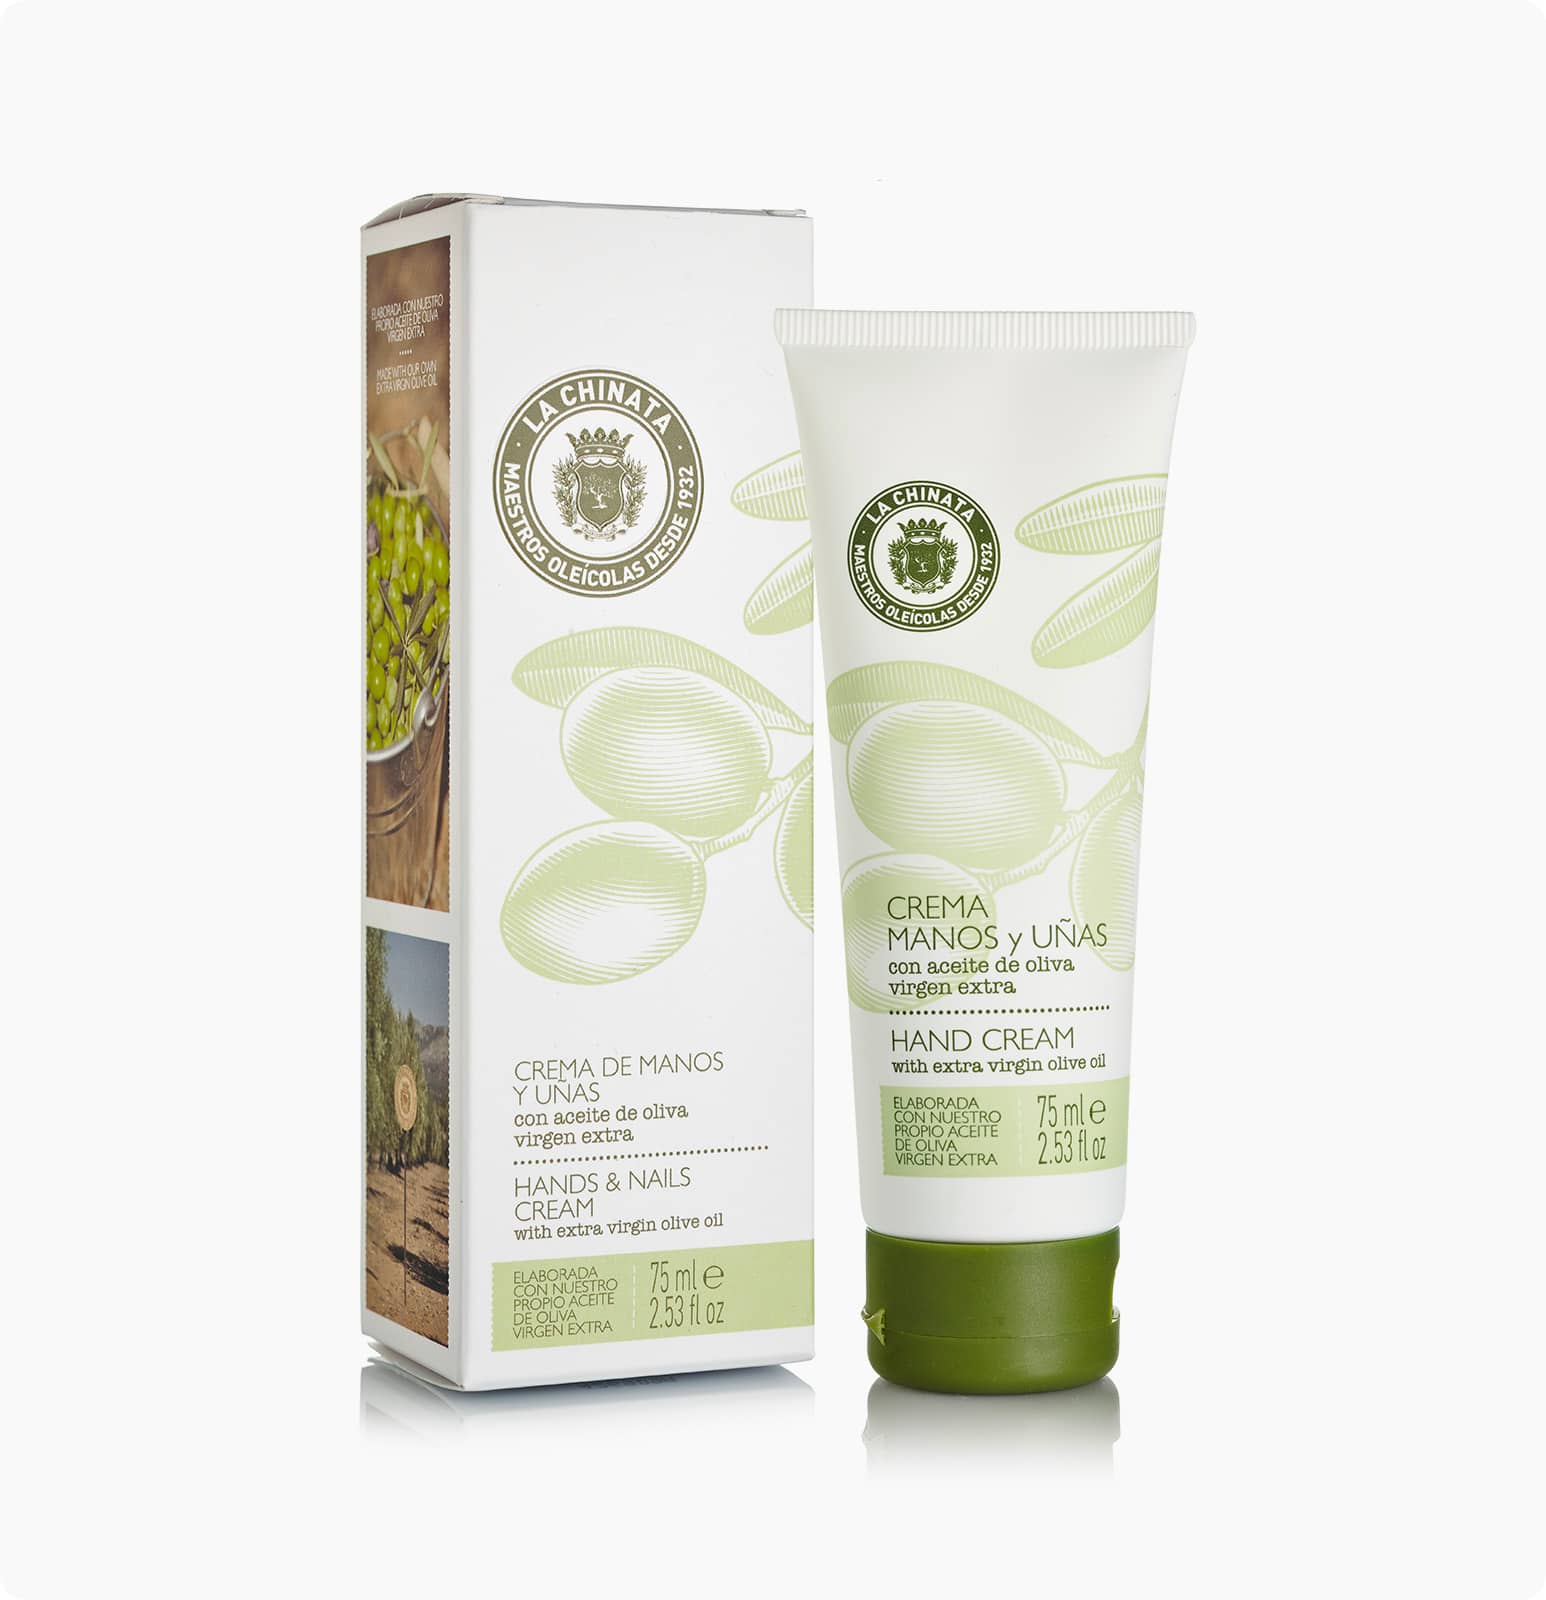 ELABORADA CON NUESTRO
PROPIO ACEITE DE OLIVA
VIRGEN EXTRA
MADE WITH OUR OWN
EXTRA VIRGIN OLIVE OIL
· LA CHINATA ·
MAESTROS OLEÍCOLAS DESDE 1932
CREMA DE MANOS
Y UÑAS
con aceite de oliva
virgen extra
HANDS & NAILS
CREAM
with extra virgin olive oil
ELABORADA
CON NUESTRO
PROPIO ACEITE
DE OLIVA
VIRGEN EXTRA
75 ml e
2.53 fl oz
· LA CHINATA ·
MAESTROS OLEÍCOLAS DESDE 1932
CREMA
MANOS y UÑAS
con aceite de oliva
virgen extra
HAND CREAM
with extra virgin olive oil
ELABORADA
CON NUESTRO
PROPIO ACEITE
DE OLIVA
VIRGEN EXTRA
75 ml e
2.53 fl oz